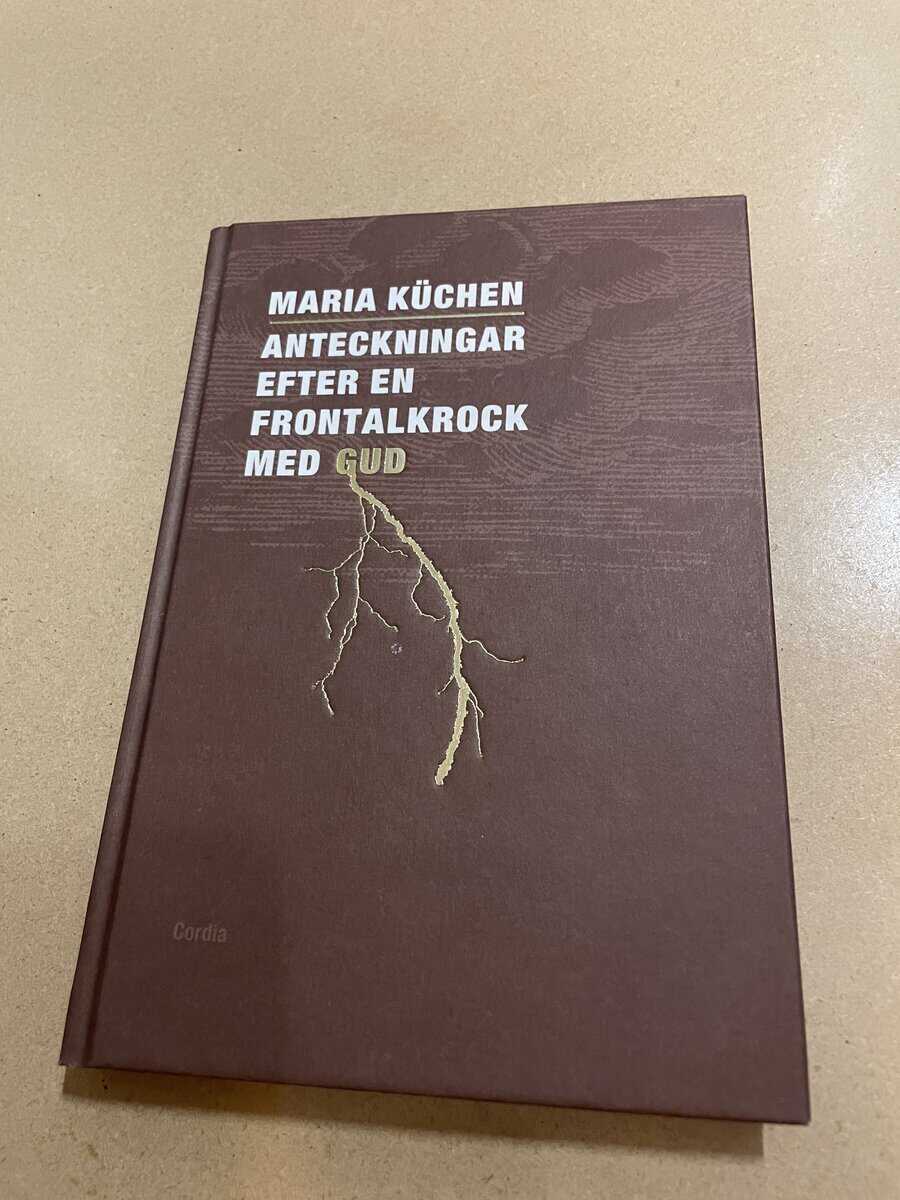 MARIA KÜCHEN
ANTECKNINGAR
EFTER EN
FRONTALKROCK
MED GUD
Cordia